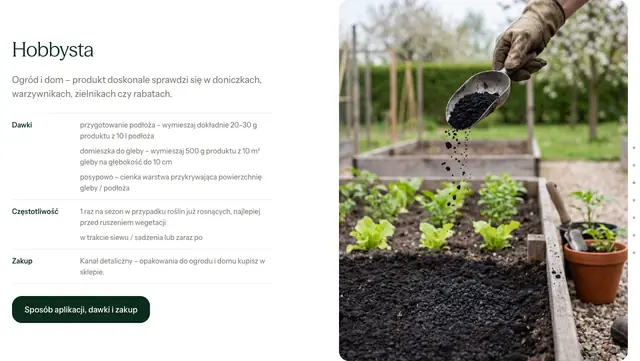 Hobbysta
Ogród i dom – produkt doskonale sprawdzi się w doniczkach,
warzywnikach, zielnikach czy rabatach.
Dawki
przygotowanie podłoża – wymieszaj dokładnie 20–30 g
produktu z 10 l podłoża
domieszka do gleby – wymieszaj 500 g produktu z 10 m²
gleby na głębokość do 10 cm
posypowo – cienka warstwa przykrywająca powierzchnię
gleby / podłoża
Częstotliwość
1 raz na sezon w przypadku roślin już rosnących, najlepiej
przed ruszeniem wegetacji
w trakcie siewu / sadzenia lub zaraz po
Zakup
Kanał detaliczny – opakowania do ogrodu i domu kupisz w
sklepie.
Sposób aplikacji, dawki i zakup